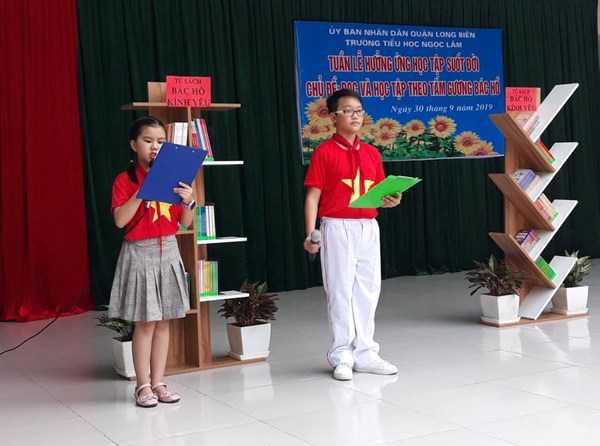 ỦY BAN NHÂN DÂN QUẬN LONG BIÊN
TRƯỜNG TIỂU HỌC NGỌC LÂM
TUẦN LỄ HƯỞNG ỨNG HỌC TẬP SUỐT ĐỜI
CHỦ ĐỀ: ĐỌC VÀ HỌC TẬP THEO TẤM GƯƠNG BÁC HỒ
Ngày 30 tháng 9 năm 2019
TỦ SÁCH
BÁC HỒ
KÍNH YÊU
TỦ SÁCH
BÁC HỒ
KÍNH YÊU